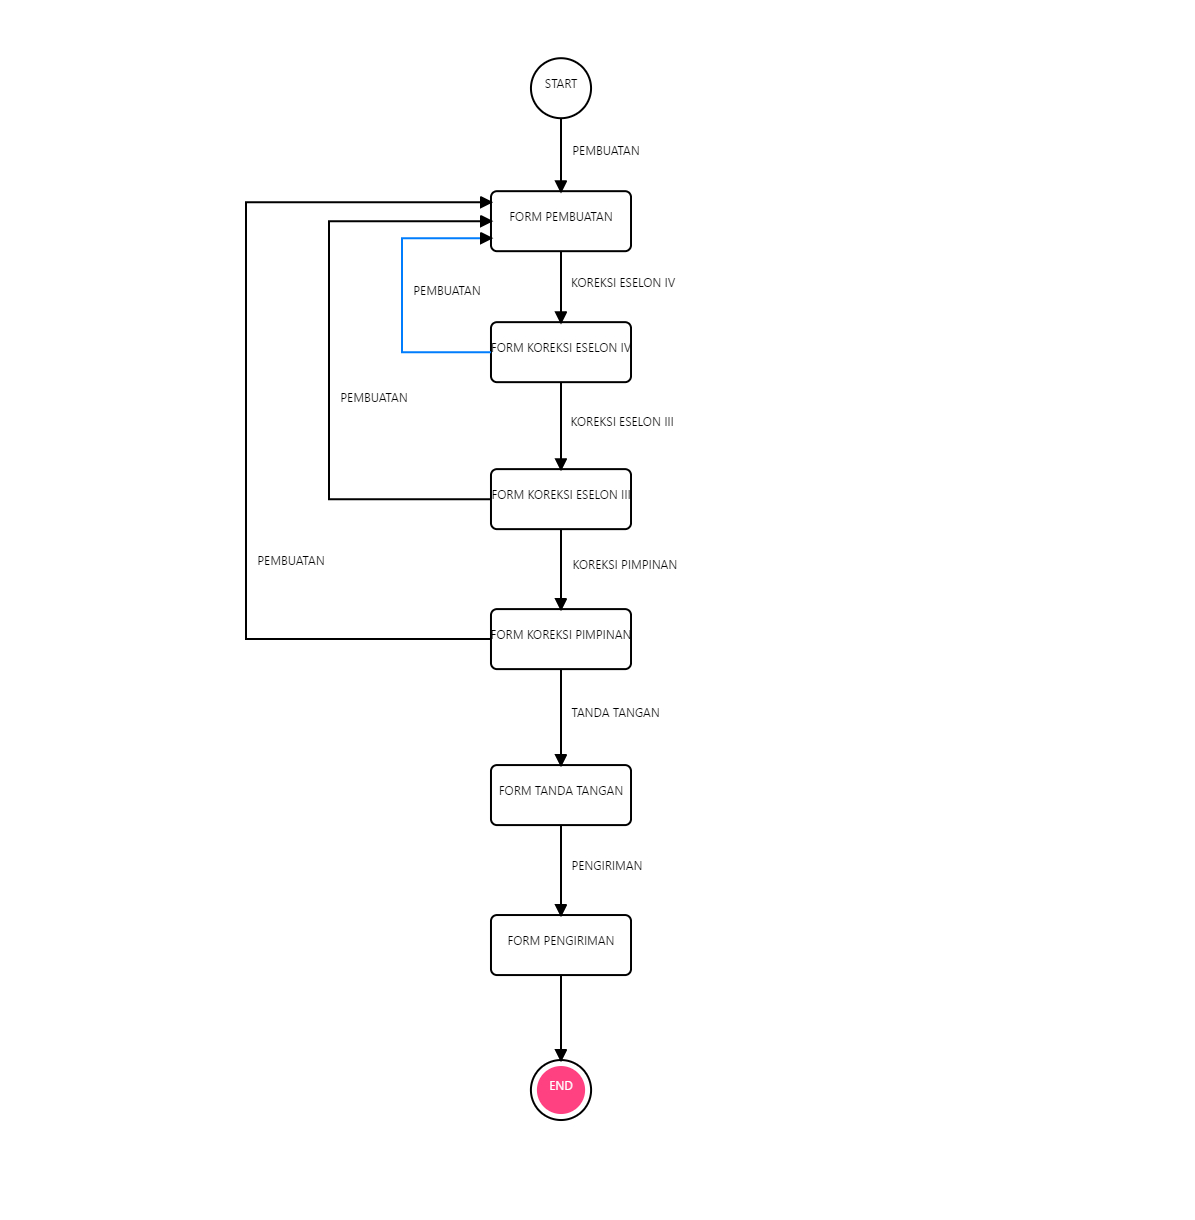 START
PEMBUATAN
FORM PEMBUATAN
KOREKSI ESELON IV
PEMBUATAN
FORM KOREKSI ESELON IV
PEMBUATAN
KOREKSI ESELON III
FORM KOREKSI ESELON III
PEMBUATAN
KOREKSI PIMPINAN
FORM KOREKSI PIMPINAN
TANDA TANGAN
FORM TANDA TANGAN
PENGIRIMAN
FORM PENGIRIMAN
END